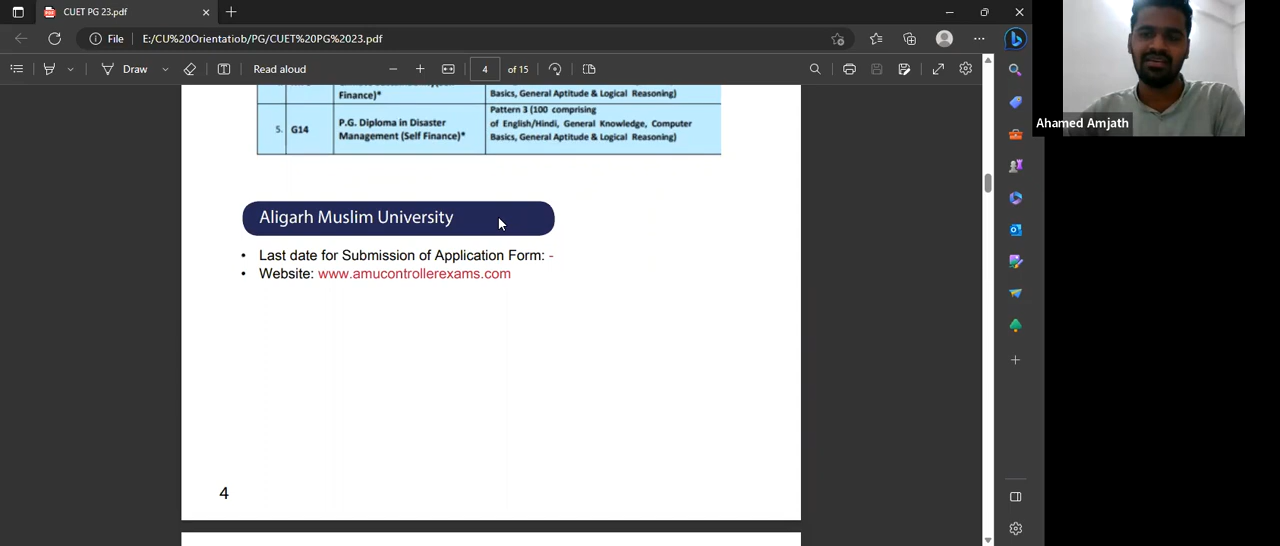 CUET PG 23.pdf
File E:/CU%20Orientatiob/PG/CUET%20PG%2023.pdf
Draw
Read aloud
4 of 15
Finance)*
Basics, General Aptitude & Logical Reasoning)
5. G14
P.G. Diploma in Disaster
Management (Self Finance)*
Pattern 3 (100 comprising
of English/Hindi, General Knowledge, Computer
Basics, General Aptitude & Logical Reasoning)
Aligarh Muslim University
• Last date for Submission of Application Form: -
• Website: www.amucontrollerexams.com
4
Ahamed Amjath